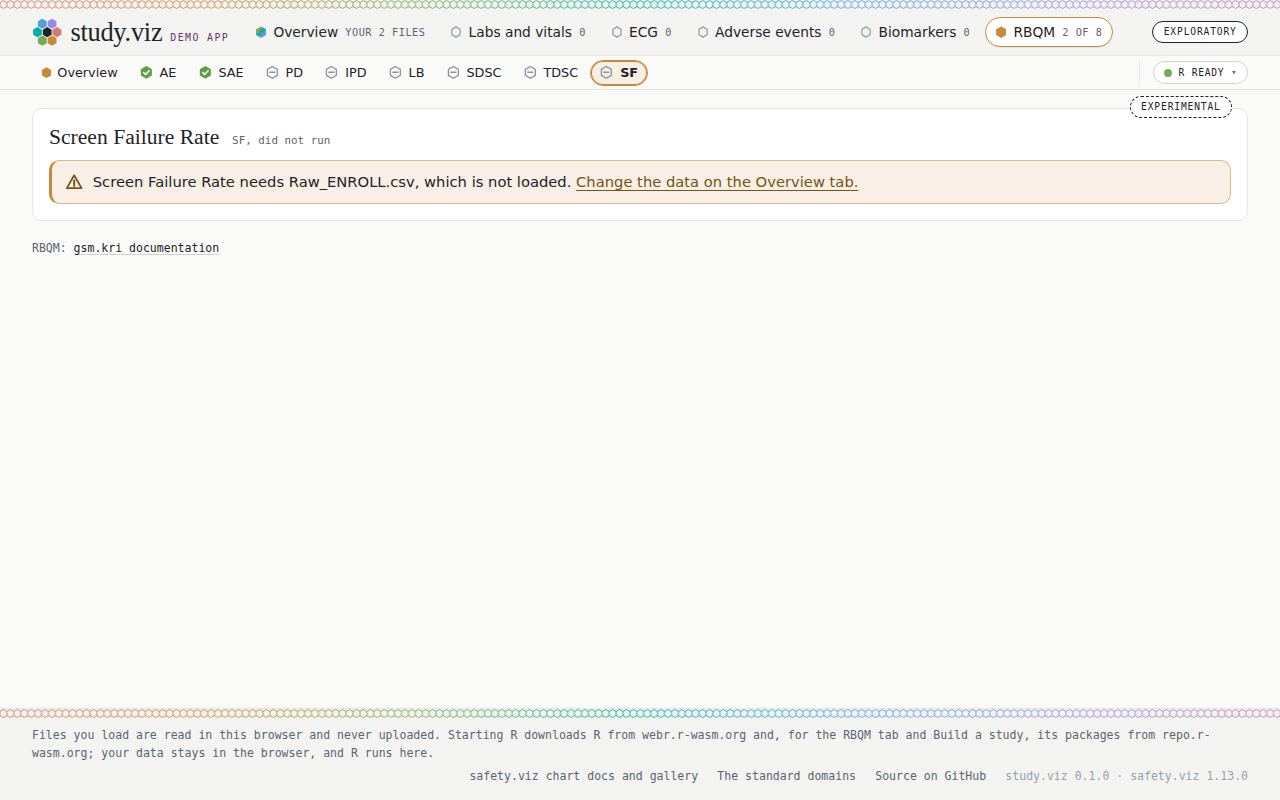 study.viz DEMO APP Overview YOUR 2 FILES Labs and vitals 0 ECG 0 Adverse events 0 Biomarkers 0 RBQM 2 OF 8 EXPLORATORY
Overview AE SAE PD IPD LB SDSC TDSC SF R READY ▾
EXPERIMENTAL
Screen Failure Rate SF, did not run
Screen Failure Rate needs Raw_ENROLL.csv, which is not loaded. Change the data on the Overview tab.
RBQM: gsm.kri documentation
Files you load are read in this browser and never uploaded. Starting R downloads R from webr.r-wasm.org and, for the RBQM tab and Build a study, its packages from repo.r-
wasm.org; your data stays in the browser, and R runs here.
safety.viz chart docs and gallery The standard domains Source on GitHub study.viz 0.1.0 · safety.viz 1.13.0